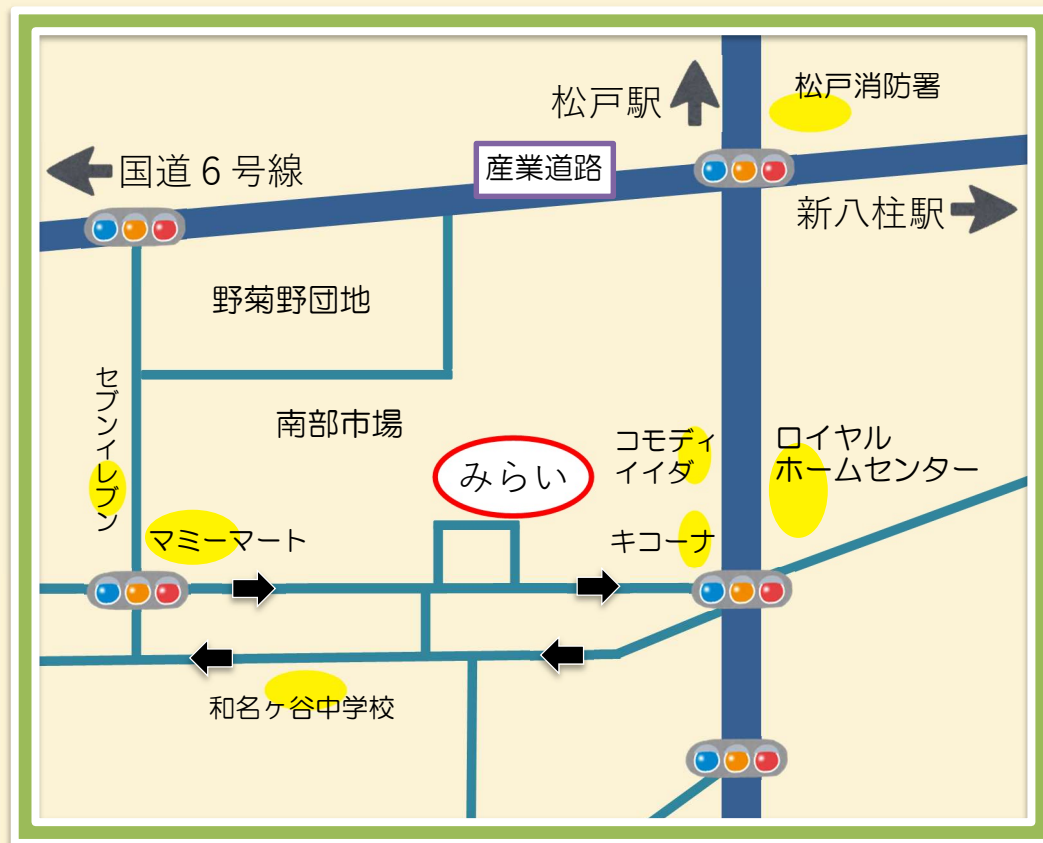 松戸消防署
松戸駅
産業道路
国道6号線
新八柱駅
野菊野団地
セブンイレブン
南部市場
コモディ
イイダ
ロイヤル
ホームセンター
みらい
マミーマート
キコーナ
和名ヶ谷中学校